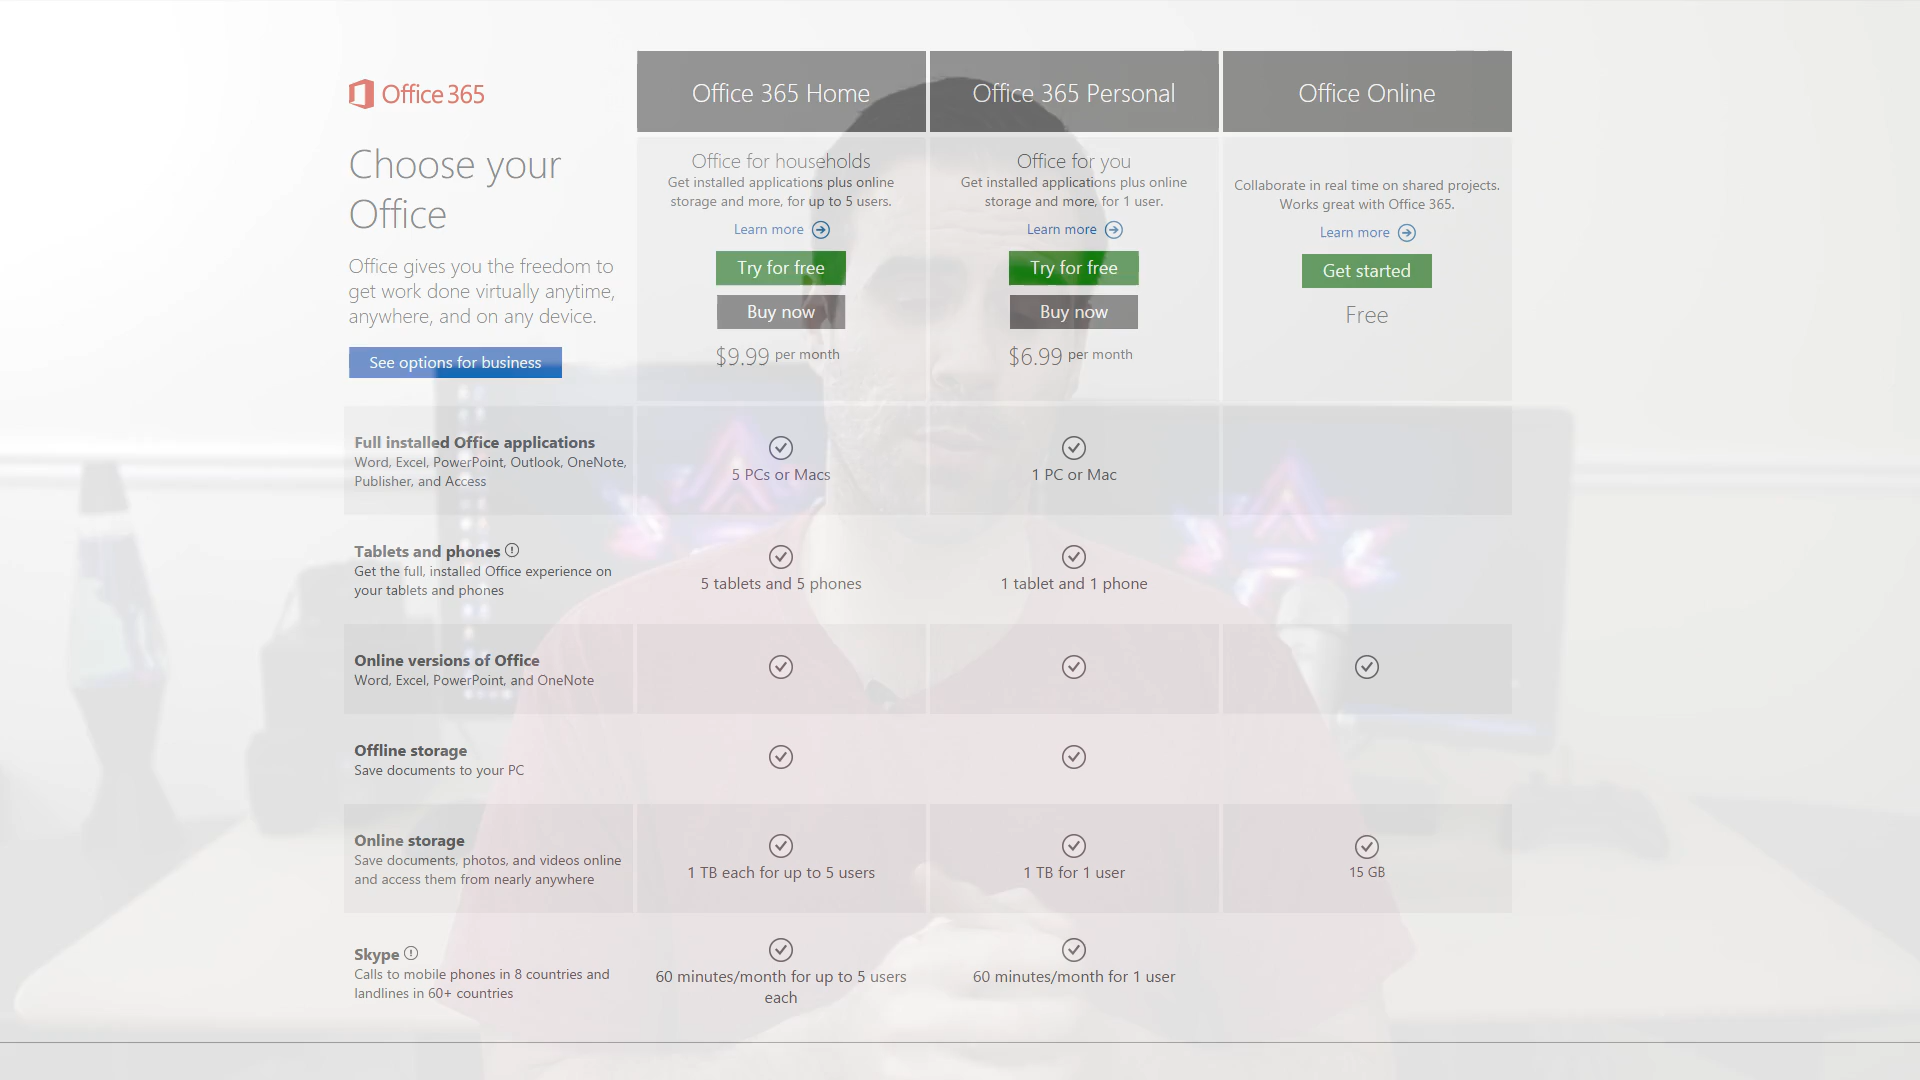 Office 365
Choose your
Office
Office gives you the freedom to
get work done virtually anytime,
anywhere, and on any device.
See options for business
Office 365 Home
Office for households
Get installed applications plus online
storage and more, for up to 5 users.
Learn more
Try for free
Buy now
$9.99 per month
Office 365 Personal
Office for you
Get installed applications plus online
storage and more, for 1 user.
Learn more
Try for free
Buy now
$6.99 per month
Office Online
Collaborate in real time on shared projects.
Works great with Office 365.
Learn more
Get started
Free
Full installed Office applications
Word, Excel, PowerPoint, Outlook, OneNote,
Publisher, and Access
5 PCs or Macs
1 PC or Mac
Tablets and phones
Get the full, installed Office experience on
your tablets and phones
5 tablets and 5 phones
1 tablet and 1 phone
Online versions of Office
Word, Excel, PowerPoint, and OneNote
Offline storage
Save documents to your PC
Online storage
Save documents, photos, and videos online
and access them from nearly anywhere
1 TB each for up to 5 users
1 TB for 1 user
15 GB
Skype
Calls to mobile phones in 8 countries and
landlines in 60+ countries
60 minutes/month for up to 5 users
each
60 minutes/month for 1 user